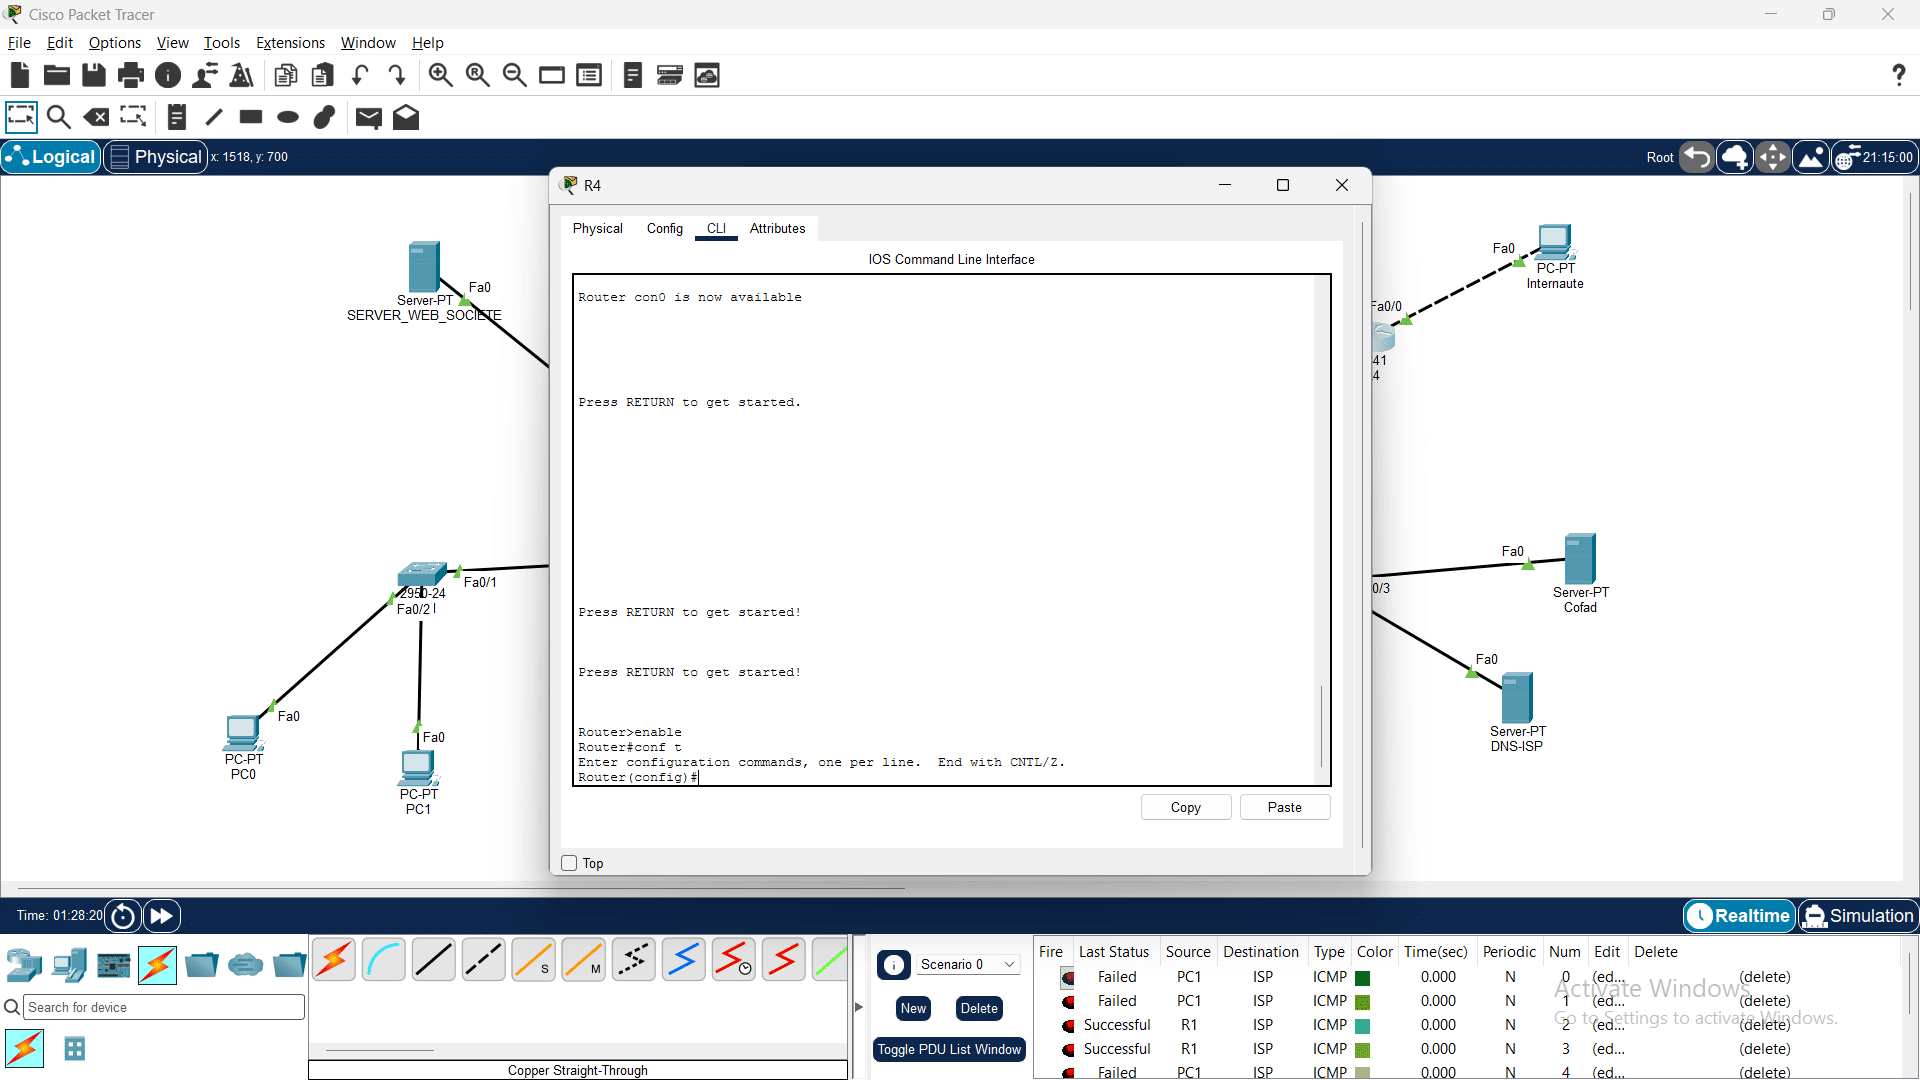 Cisco Packet Tracer
File Edit Options View Tools Extensions Window Help
Logical Physical x: 1518, y: 700 Root 21:15:00
R4
Physical Config CLI Attributes
IOS Command Line Interface
Router con0 is now available
Press RETURN to get started.
Press RETURN to get started!
Press RETURN to get started!
Router>enable
Router#conf t
Enter configuration commands, one per line.  End with CNTL/Z.
Router(config)#
Copy Paste
Top
Fa0
Server-PT
SERVER_WEB_SOCIETE
Fa0/1
2950-24
Fa0/2
Fa0
PC-PT
PC0
Fa0
PC-PT
PC1
Fa0
PC-PT
Internaute
Fa0/0
41
4
Fa0
Server-PT
Cofad
0/3
Fa0
Server-PT
DNS-ISP
Time: 01:28:20 Realtime Simulation
Search for device
S M
Copper Straight-Through
Scenario 0
New Delete
Toggle PDU List Window
Fire Last Status Source Destination Type Color Time(sec) Periodic Num Edit Delete
Failed PC1 ISP ICMP 0.000 N 0 (ed... (delete)
Failed PC1 ISP ICMP 0.000 N 1 (ed... (delete)
Successful R1 ISP ICMP 0.000 N 2 (ed... (delete)
Successful R1 ISP ICMP 0.000 N 3 (ed... (delete)
Failed PC1 ISP ICMP 0.000 N 4 (ed... (delete)
Activate Windows
Go to Settings to activate Windows.